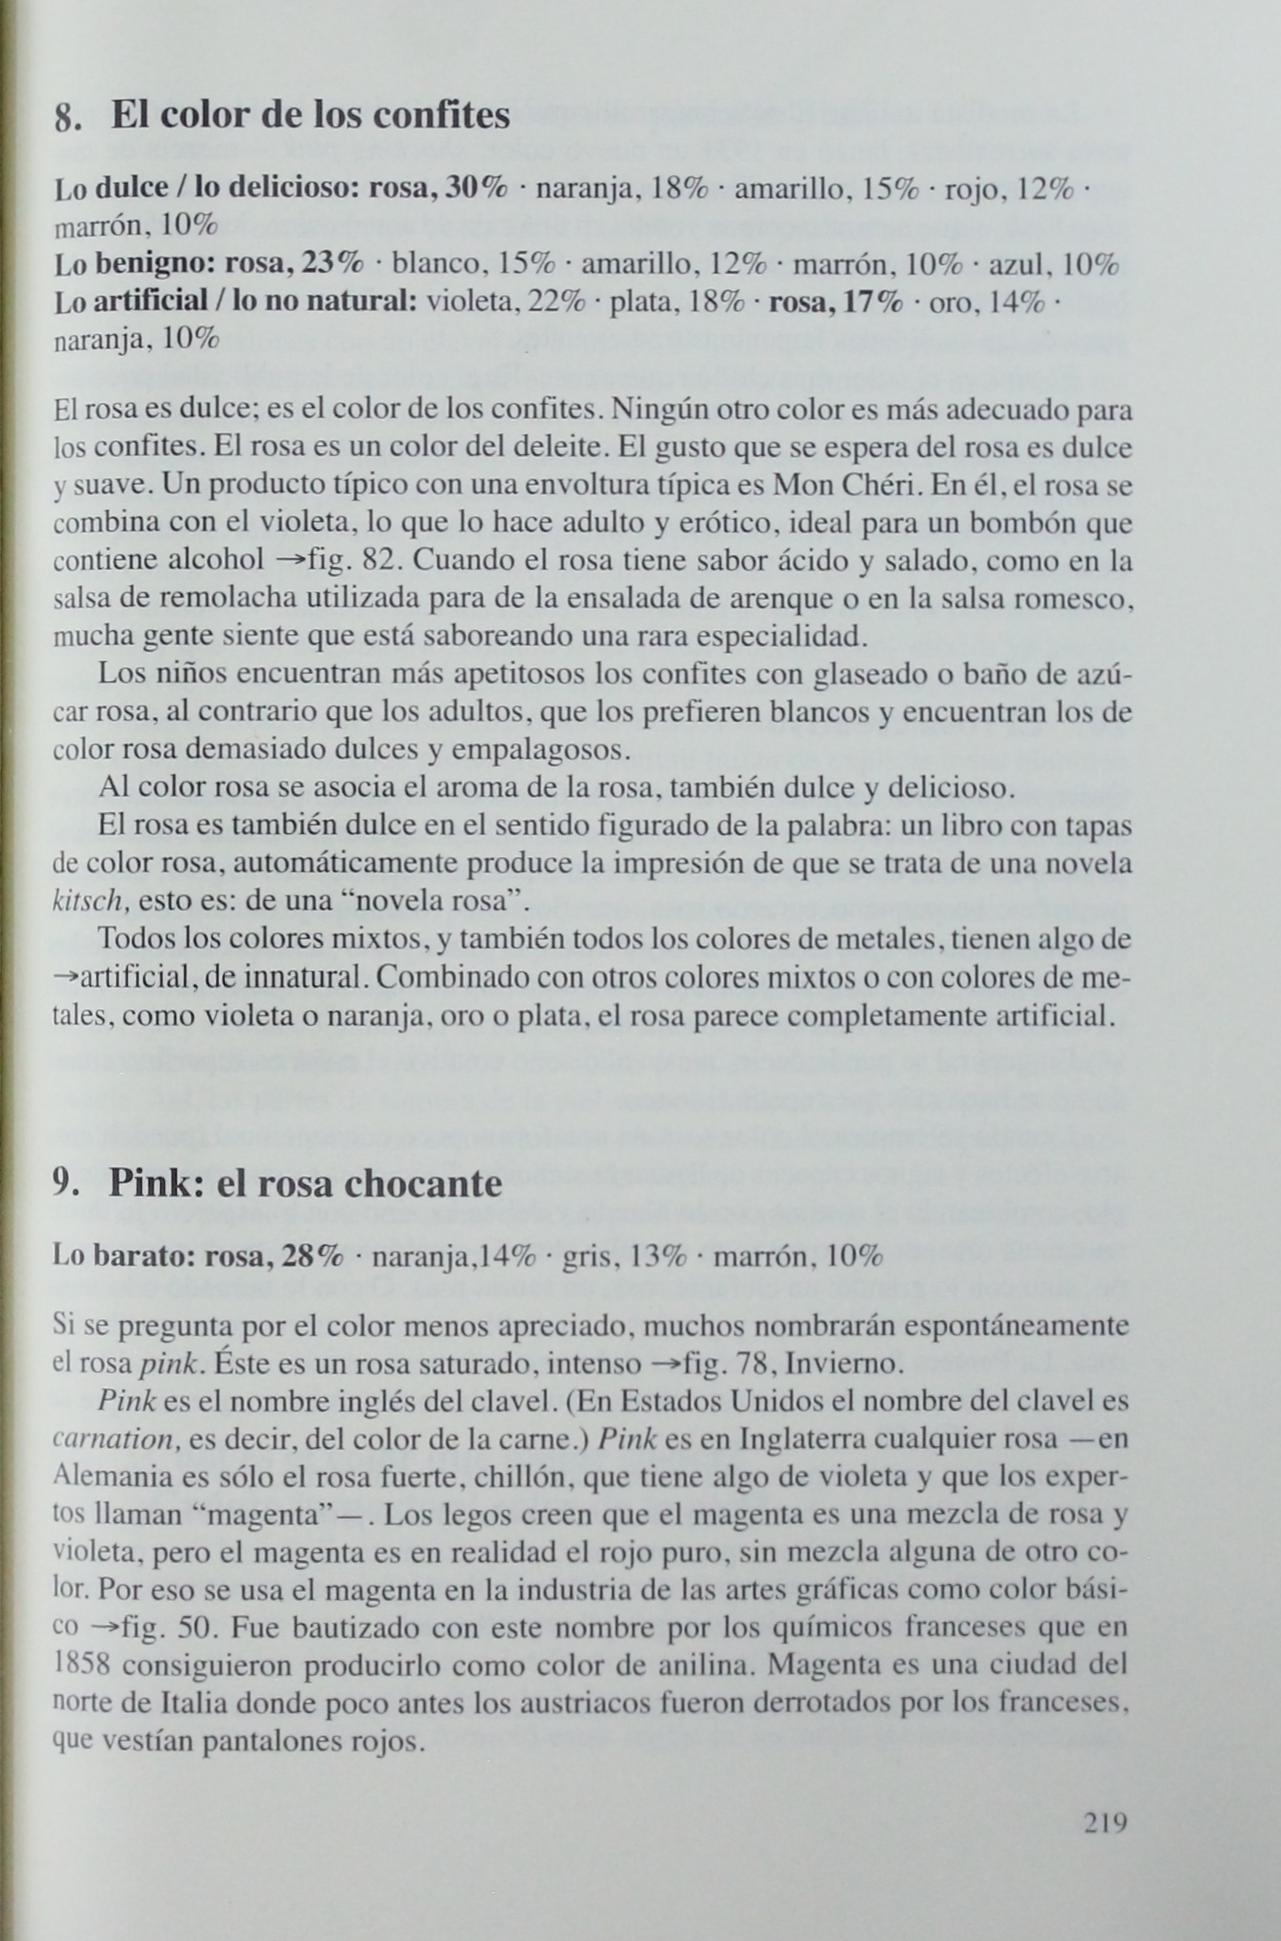 8. El color de los confites
Lo dulce / lo delicioso: rosa, 30% · naranja, 18% · amarillo, 15% · rojo, 12% ·
marrón, 10%
Lo benigno: rosa, 23% · blanco, 15% · amarillo, 12% · marrón, 10% · azul, 10%
Lo artificial / lo no natural: violeta, 22% · plata, 18% · rosa, 17% · oro, 14% ·
naranja, 10%
El rosa es dulce; es el color de los confites. Ningún otro color es más adecuado para
los confites. El rosa es un color del deleite. El gusto que se espera del rosa es dulce
y suave. Un producto típico con una envoltura típica es Mon Chéri. En él, el rosa se
combina con el violeta, lo que lo hace adulto y erótico, ideal para un bombón que
contiene alcohol →fig. 82. Cuando el rosa tiene sabor ácido y salado, como en la
salsa de remolacha utilizada para de la ensalada de arenque o en la salsa romesco,
mucha gente siente que está saboreando una rara especialidad.
Los niños encuentran más apetitosos los confites con glaseado o baño de azú-
car rosa, al contrario que los adultos, que los prefieren blancos y encuentran los de
color rosa demasiado dulces y empalagosos.
Al color rosa se asocia el aroma de la rosa, también dulce y delicioso.
El rosa es también dulce en el sentido figurado de la palabra: un libro con tapas
de color rosa, automáticamente produce la impresión de que se trata de una novela
kitsch, esto es: de una “novela rosa”.
Todos los colores mixtos, y también todos los colores de metales, tienen algo de
→artificial, de innatural. Combinado con otros colores mixtos o con colores de me-
tales, como violeta o naranja, oro o plata, el rosa parece completamente artificial.
9. Pink: el rosa chocante
Lo barato: rosa, 28% · naranja,14% · gris, 13% · marrón, 10%
Si se pregunta por el color menos apreciado, muchos nombrarán espontáneamente
el rosa pink. Éste es un rosa saturado, intenso →fig. 78, Invierno.
Pink es el nombre inglés del clavel. (En Estados Unidos el nombre del clavel es
carnation, es decir, del color de la carne.) Pink es en Inglaterra cualquier rosa —en
Alemania es sólo el rosa fuerte, chillón, que tiene algo de violeta y que los exper-
tos llaman “magenta”—. Los legos creen que el magenta es una mezcla de rosa y
violeta, pero el magenta es en realidad el rojo puro, sin mezcla alguna de otro co-
lor. Por eso se usa el magenta en la industria de las artes gráficas como color bási-
co →fig. 50. Fue bautizado con este nombre por los químicos franceses que en
1858 consiguieron producirlo como color de anilina. Magenta es una ciudad del
norte de Italia donde poco antes los austriacos fueron derrotados por los franceses,
que vestían pantalones rojos.
219